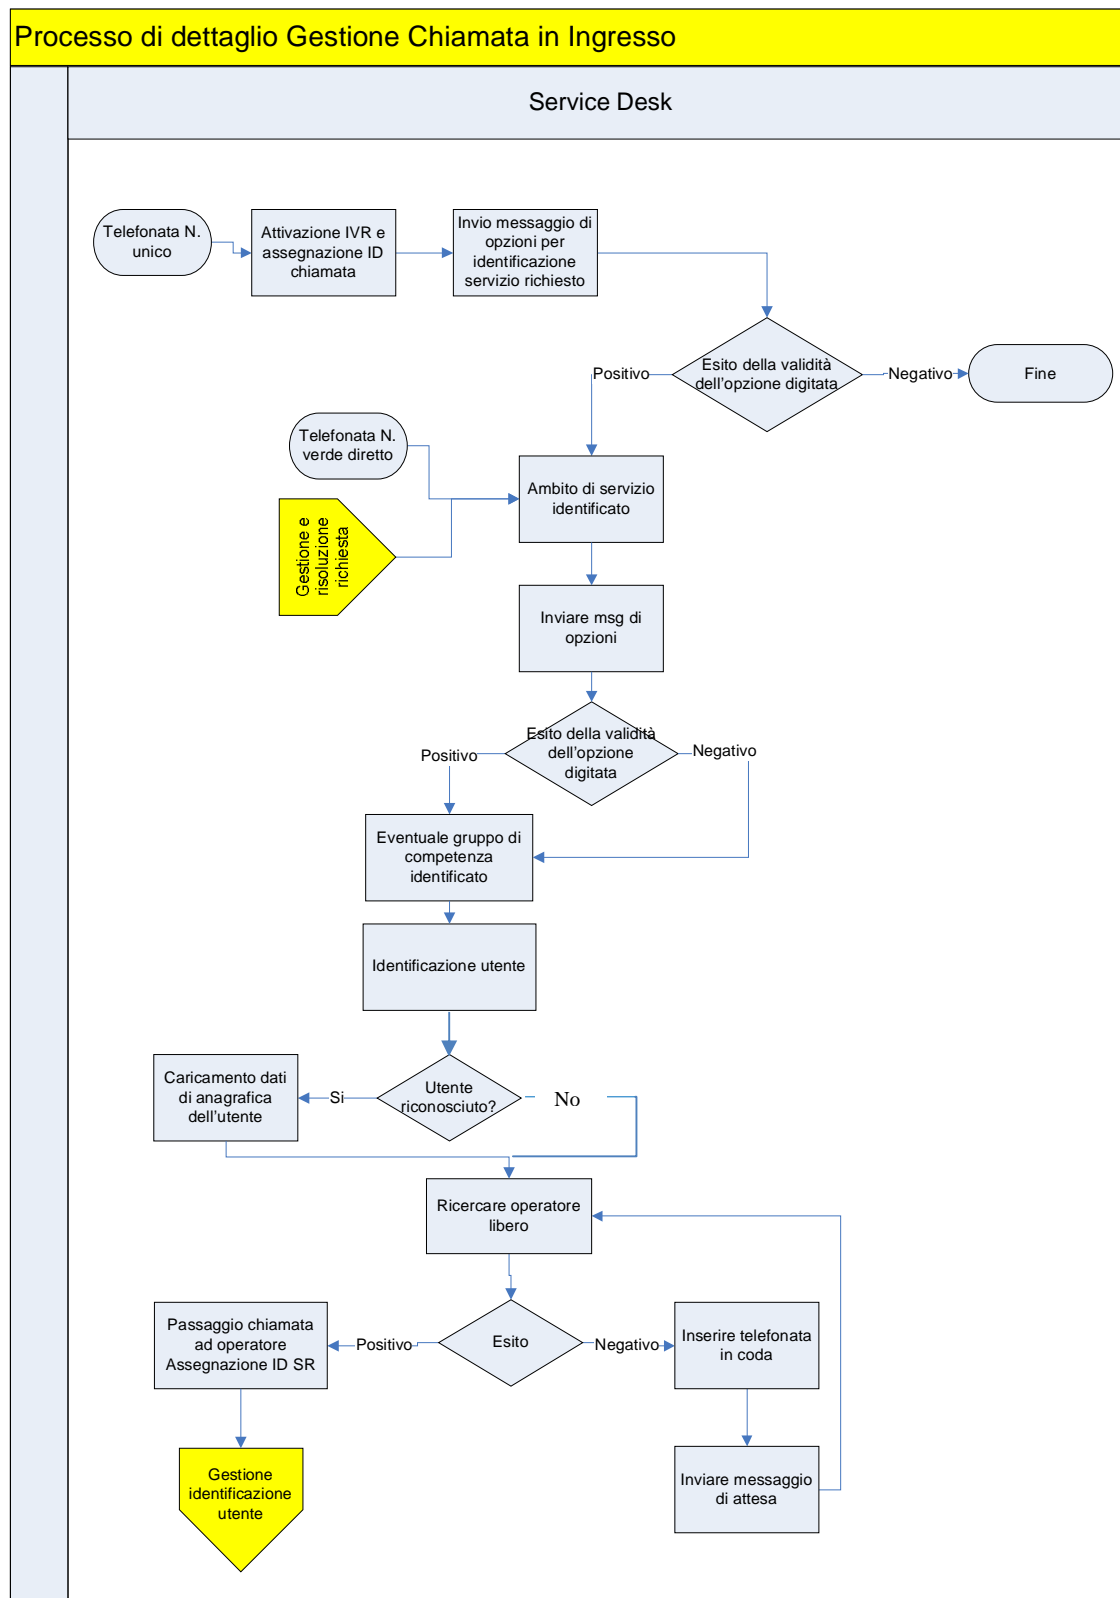 Processo di dettaglio Gestione Chiamata in Ingresso
Service Desk
Telefonata N.
unico
Attivazione IVR e
assegnazione ID
chiamata
Invio messaggio di
opzioni per
identificazione
servizio richiesto
Esito della validità
dell'opzione digitata
Positivo
Negativo
Fine
Telefonata N.
verde diretto
Ambito di servizio
identificato
Gestione e
risoluzione
richiesta
Inviare msg di
opzioni
Esito della validità
dell'opzione
digitata
Positivo
Negativo
Eventuale gruppo di
competenza
identificato
Identificazione utente
Caricamento dati
di anagrafica
dell'utente
Si
Utente
riconosciuto?
No
Ricercare operatore
libero
Passaggio chiamata
ad operatore
Assegnazione ID SR
Positivo
Esito
Negativo
Inserire telefonata
in coda
Gestione
identificazione
utente
Inviare messaggio
di attesa